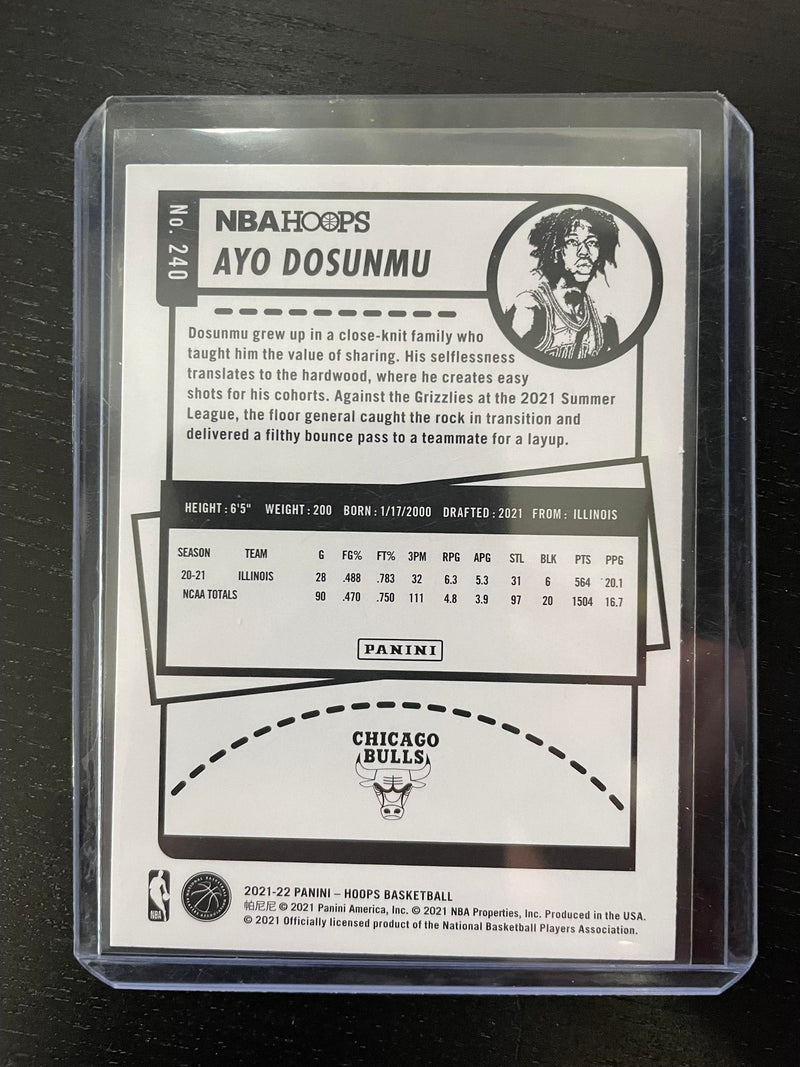 No. 240
NBA HOOPS
AYO DOSUNMU
Dosunmu grew up in a close-knit family who
taught him the value of sharing. His selflessness
translates to the hardwood, where he creates easy
shots for his cohorts. Against the Grizzlies at the 2021 Summer
League, the floor general caught the rock in transition and
delivered a filthy bounce pass to a teammate for a layup.
HEIGHT: 6'5" WEIGHT: 200 BORN: 1/17/2000 DRAFTED: 2021 FROM: ILLINOIS
SEASON TEAM G FG% FT% 3PM RPG APG STL BLK PTS PPG
20-21 ILLINOIS 28 .488 .783 32 6.3 5.3 31 6 564 20.1
NCAA TOTALS 90 .470 .750 111 4.8 3.9 97 20 1504 16.7
PANINI
CHICAGO
BULLS
NBA
NATIONAL BASKETBALL
PLAYERS ASSOCIATION
2021-22 PANINI – HOOPS BASKETBALL
帕尼尼 © 2021 Panini America, Inc. © 2021 NBA Properties, Inc. Produced in the USA.
© 2021 Officially licensed product of the National Basketball Players Association.